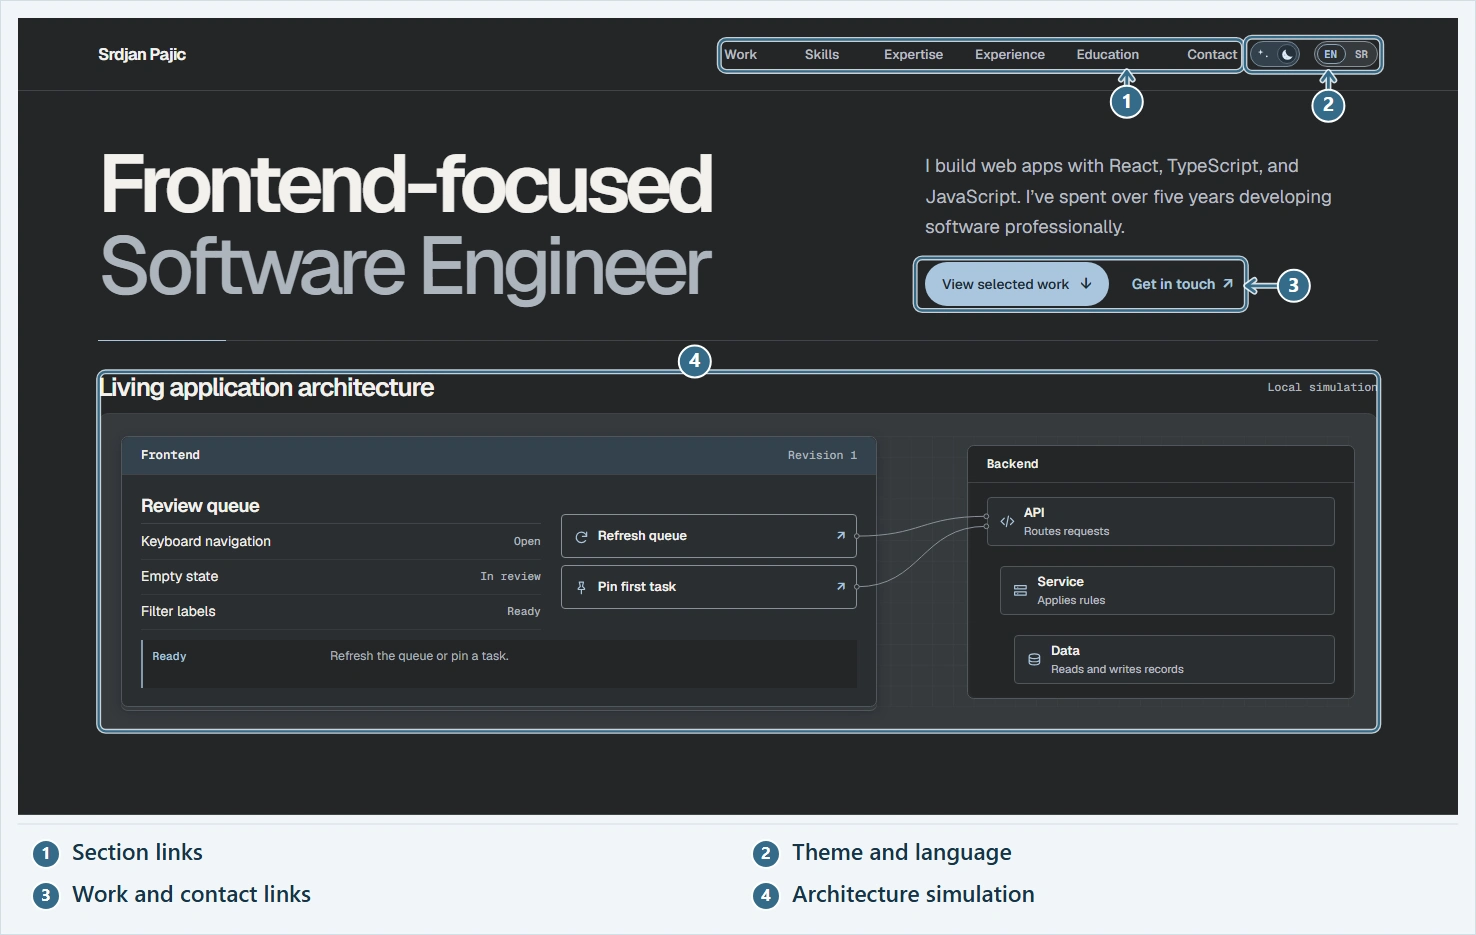 Srdjan Pajic
Work Skills Expertise Experience Education Contact EN SR
1 2
Frontend-focused
Software Engineer
I build web apps with React, TypeScript, and
JavaScript. I’ve spent over five years developing
software professionally.
View selected work Get in touch
3
4
Living application architecture
Local simulation
Frontend Revision 1
Review queue
Keyboard navigation Open
Empty state In review
Filter labels Ready
Refresh queue
Pin first task
Ready Refresh the queue or pin a task.
Backend
API
Routes requests
Service
Applies rules
Data
Reads and writes records
1 Section links
2 Theme and language
3 Work and contact links
4 Architecture simulation